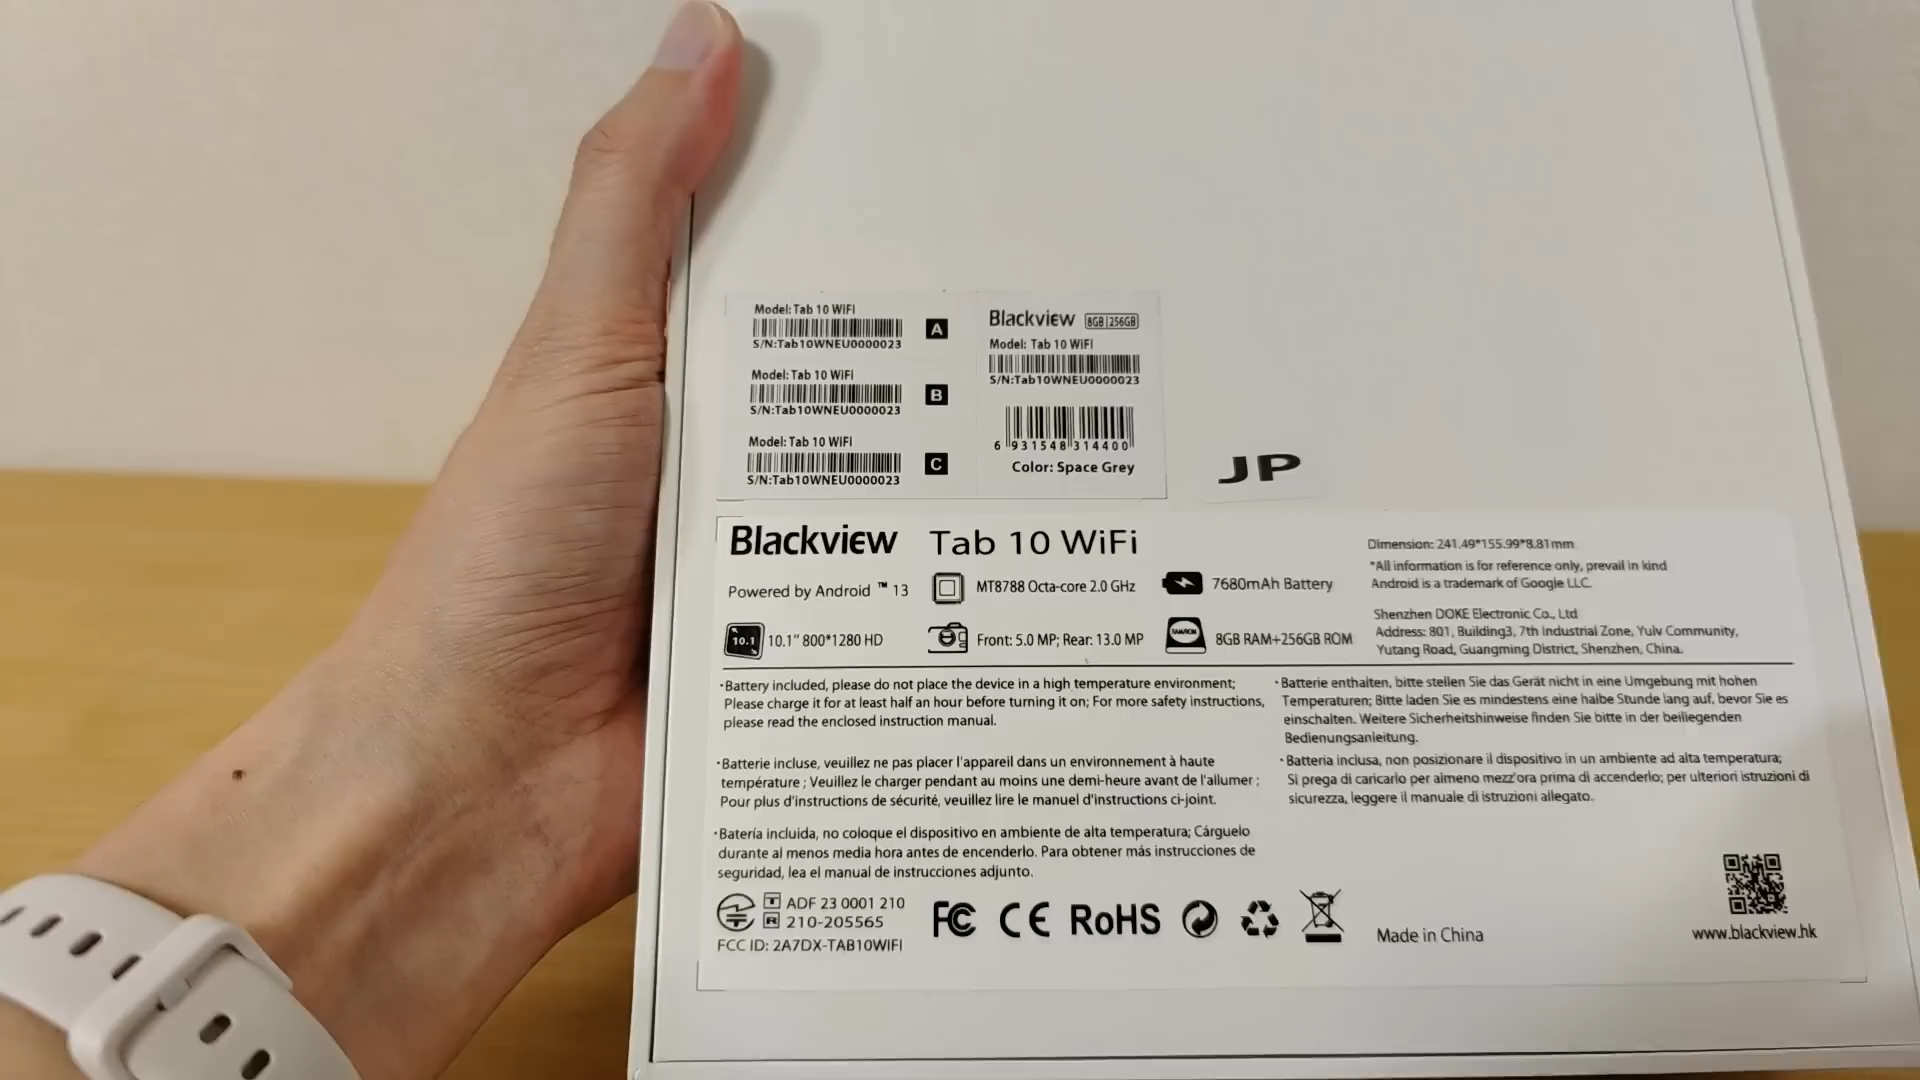 Model: Tab 10 WiFi
A
S/N:Tab10WNEU0000023
Model: Tab 10 WiFi
B
S/N:Tab10WNEU0000023
Model: Tab 10 WiFi
C
S/N:Tab10WNEU0000023
Blackview 8GB|256GB
Model: Tab 10 WiFi
S/N:Tab10WNEU0000023
6 931548 314400
Color: Space Grey
JP
Blackview Tab 10 WiFi
Powered by Android ™ 13
MT8788 Octa-core 2.0 GHz
7680mAh Battery
10.1
10.1" 800*1280 HD
Front: 5.0 MP; Rear: 13.0 MP
RAM/ROM
8GB RAM+256GB ROM
Dimension: 241.49*155.99*8.81mm
*All information is for reference only, prevail in kind
Android is a trademark of Google LLC.
Shenzhen DOKE Electronic Co., Ltd
Address: 801, Building3, 7th Industrial Zone, Yulv Community,
Yutang Road, Guangming District, Shenzhen, China.
·Battery included, please do not place the device in a high temperature environment;
Please charge it for at least half an hour before turning it on; For more safety instructions,
please read the enclosed instruction manual.
·Batterie incluse, veuillez ne pas placer l'appareil dans un environnement à haute
température ; Veuillez le charger pendant au moins une demi-heure avant de l'allumer ;
Pour plus d'instructions de sécurité, veuillez lire le manuel d'instructions ci-joint.
·Batería incluida, no coloque el dispositivo en ambiente de alta temperatura; Cárguelo
durante al menos media hora antes de encenderlo. Para obtener más instrucciones de
seguridad, lea el manual de instrucciones adjunto.
·Batterie enthalten, bitte stellen Sie das Gerät nicht in eine Umgebung mit hohen
Temperaturen; Bitte laden Sie es mindestens eine halbe Stunde lang auf, bevor Sie es
einschalten. Weitere Sicherheitshinweise finden Sie bitte in der beiliegenden
Bedienungsanleitung.
·Batteria inclusa, non posizionare il dispositivo in un ambiente ad alta temperatura;
Si prega di caricarlo per almeno mezz'ora prima di accenderlo; per ulteriori istruzioni di
sicurezza, leggere il manuale di istruzioni allegato.
T ADF 23 0001 210
R 210-205565
FCC ID: 2A7DX-TAB10WIFI
FC CE RoHS
Made in China
www.blackview.hk